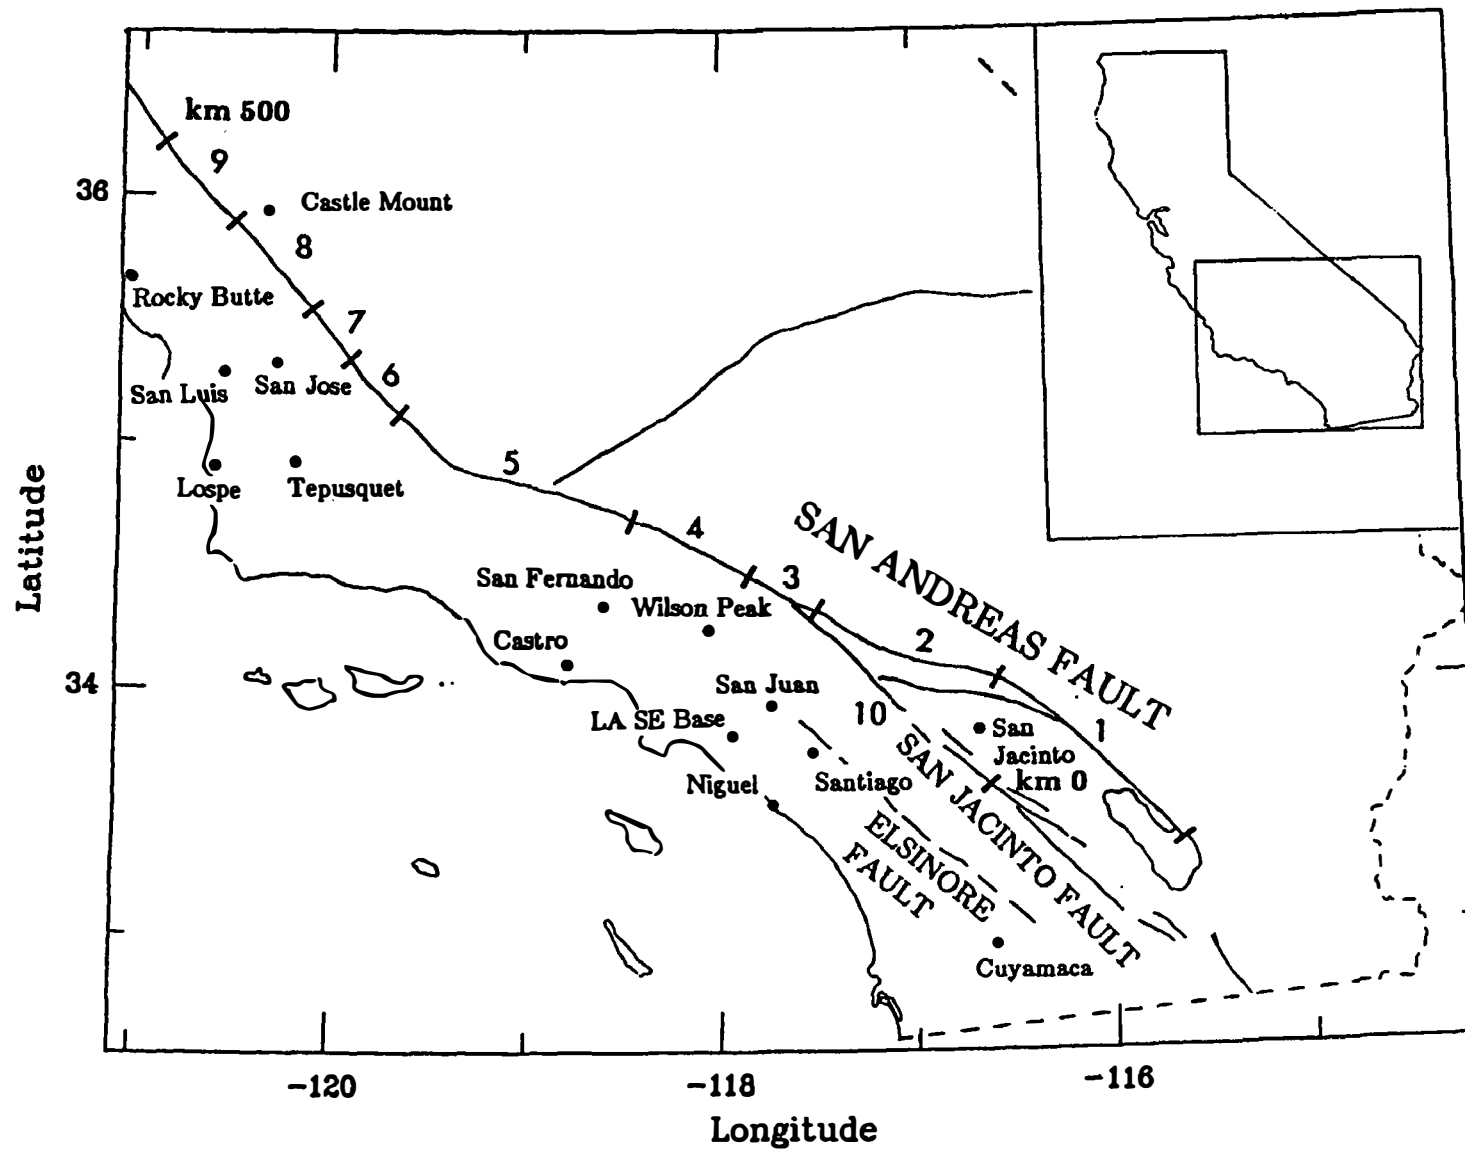 km 500
9
36
Castle Mount
8
Rocky Butte
7
6
San Luis
San Jose
5
Lospe
Tepusquet
4
SAN ANDREAS FAULT
San Fernando
3
Wilson Peak
2
Castro
34
San Juan
LA SE Base
10
1
San
Jacinto
km 0
Niguel
Santiago
SAN JACINTO FAULT
ELSINORE
FAULT
Cuyamaca
Latitude
-120
-118
-116
Longitude